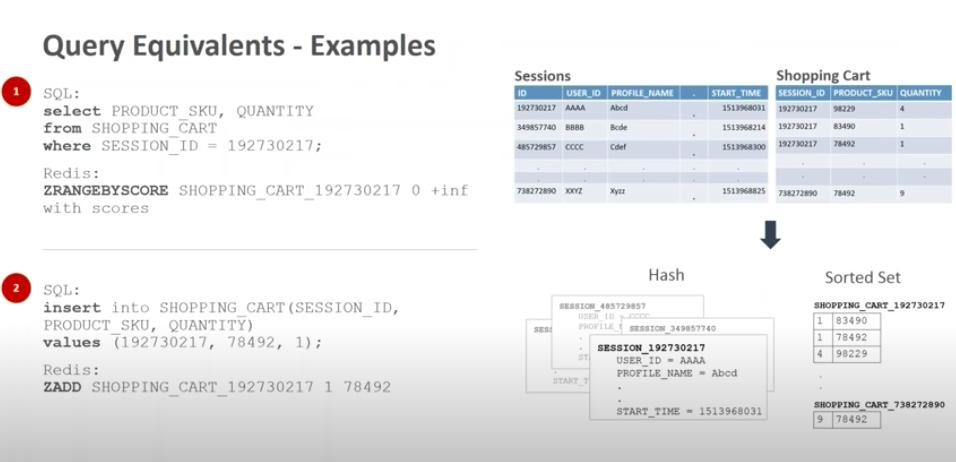 Query Equivalents - Examples
1
SQL:
select PRODUCT_SKU, QUANTITY
from SHOPPING_CART
where SESSION_ID = 192730217;
Redis:
ZRANGEBYSCORE SHOPPING_CART_192730217 0 +inf
with scores
2
SQL:
insert into SHOPPING_CART(SESSION_ID,
PRODUCT_SKU, QUANTITY)
values (192730217, 78492, 1);
Redis:
ZADD SHOPPING_CART_192730217 1 78492
Sessions
ID USER_ID PROFILE_NAME . START_TIME
192730217 AAAA Abcd . 1513968031
349857740 BBBB Bcde . 1513968214
485729857 CCCC Cdef . 1513968300
. . . . .
738272890 XXYZ Xyzz . 1513968825
Shopping Cart
SESSION_ID PRODUCT_SKU QUANTITY
192730217 98229 4
192730217 83490 1
192730217 78492 1
. . .
. . .
738272890 78492 9
Hash
SESSION_485729857
USER_ID = CCCC
PROFILE_
SESS
SESSION_349857740
ST
START_T
SESSION_192730217
USER_ID = AAAA
PROFILE_NAME = Abcd
.
.
START_TIME = 1513968031
Sorted Set
SHOPPING_CART_192730217
1 83490
1 78492
4 98229
.
.
SHOPPING_CART_738272890
9 78492